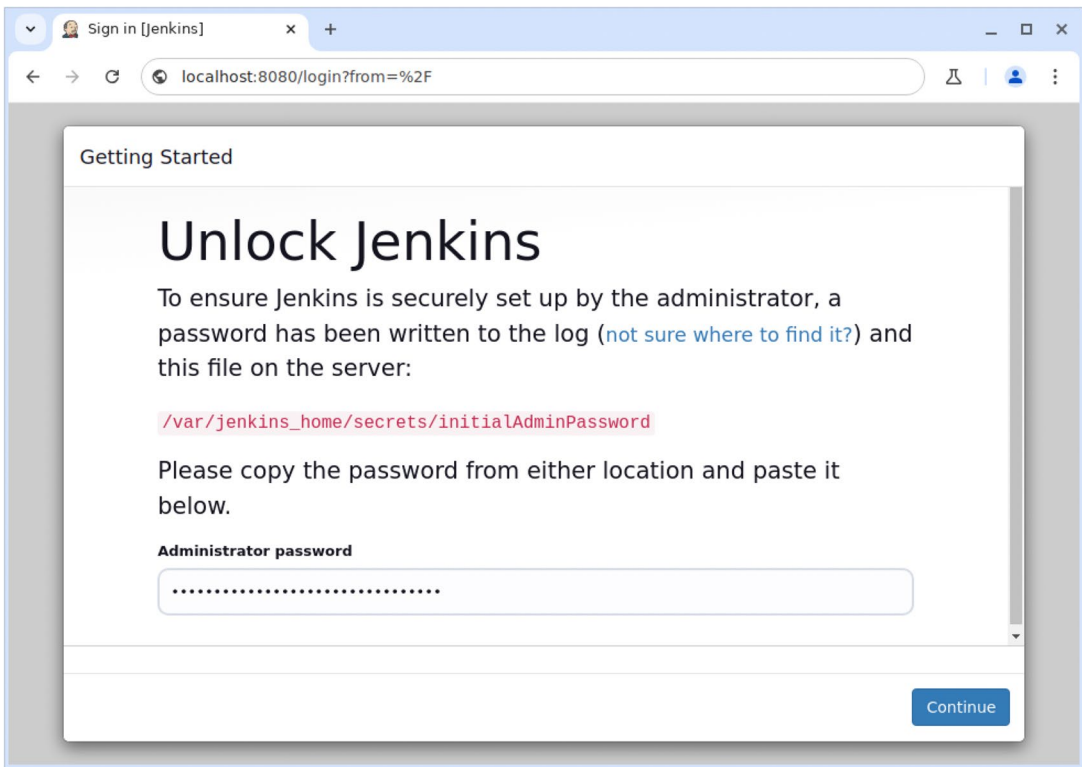 Sign in [Jenkins]
localhost:8080/login?from=%2F
Getting Started
Unlock Jenkins
To ensure Jenkins is securely set up by the administrator, a
password has been written to the log (not sure where to find it?) and
this file on the server:
/var/jenkins_home/secrets/initialAdminPassword
Please copy the password from either location and paste it
below.
Administrator password
••••••••••••••••••••••••••••••••
Continue